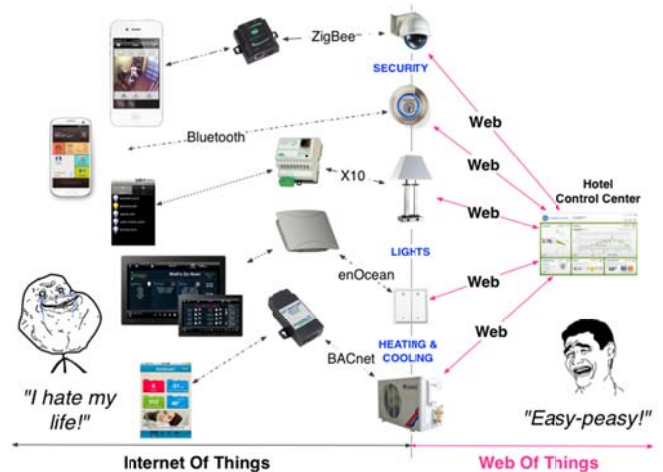 ZigBee
SECURITY
Web
Bluetooth
Web
X10
Hotel
Control Center
Web
LIGHTS
enOcean
Web
HEATING &
COOLING
Web
BACnet
"I hate my
life!"
"Easy-peasy!"
Internet Of Things
Web Of Things